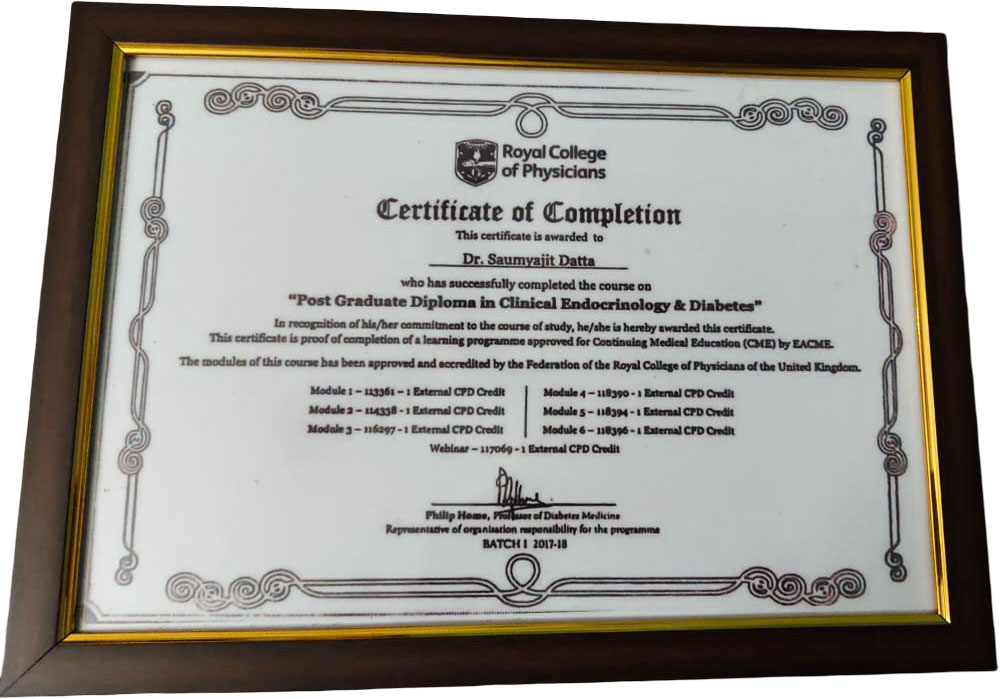 Royal College
of Physicians
Certificate of Completion
This certificate is awarded to
Dr. Saumyajit Datta
who has successfully completed the course on
“Post Graduate Diploma in Clinical Endocrinology & Diabetes”
In recognition of his/her commitment to the course of study, he/she is hereby awarded this certificate.
This certificate is proof of completion of a learning programme approved for Continuing Medical Education (CME) by EACME.
The modules of this course has been approved and accredited by the Federation of the Royal College of Physicians of the United Kingdom.
Module 1 – 113361 – 1 External CPD Credit
Module 2 – 114338 - 1 External CPD Credit
Module 3 – 116297 - 1 External CPD Credit
Module 4 – 118390 - 1 External CPD Credit
Module 5 - 118394 - 1 External CPD Credit
Module 6 – 118396 - 1 External CPD Credit
Webinar – 117069 - 1 External CPD Credit
Philip Home, Professor of Diabetes Medicine
Representative of organisation responsibility for the programme
BATCH I 2017-18